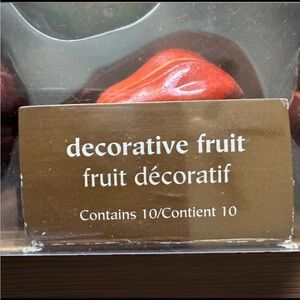 decorative fruit
fruit décoratif
Contains 10/Contient 10